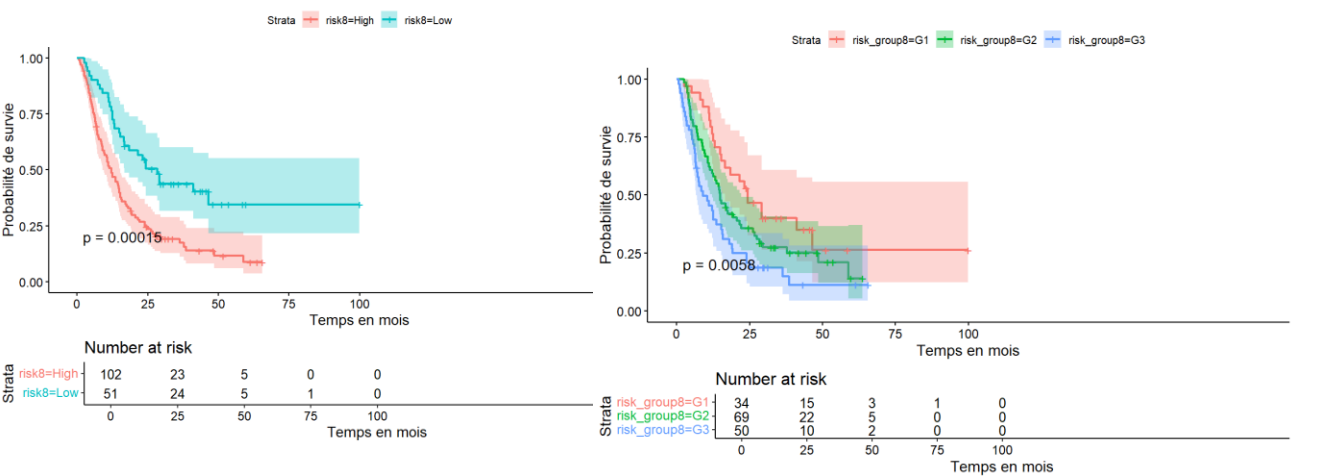 Strata risk8=High risk8=Low
1.00
0.75
0.50
0.25
0.00
Probabilité de survie
p = 0.00015
0 25 50 75 100
Temps en mois
Number at risk
Strata
risk8=High 102 23 5 0 0
risk8=Low 51 24 5 1 0
0 25 50 75 100
Temps en mois
Strata risk_group8=G1 risk_group8=G2 risk_group8=G3
1.00
0.75
0.50
0.25
0.00
Probabilité de survie
p = 0.0058
0 25 50 75 100
Temps en mois
Number at risk
Strata
risk_group8=G1 34 15 3 1 0
risk_group8=G2 69 22 5 0 0
risk_group8=G3 50 10 2 0 0
0 25 50 75 100
Temps en mois